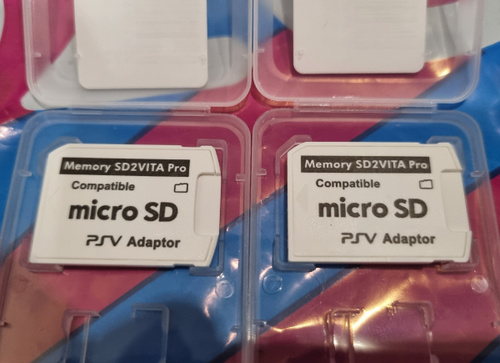 Memory SD2VITA Pro
Compatible
micro SD
PSV Adaptor
Memory SD2VITA Pro
Compatible
micro SD
PSV Adaptor